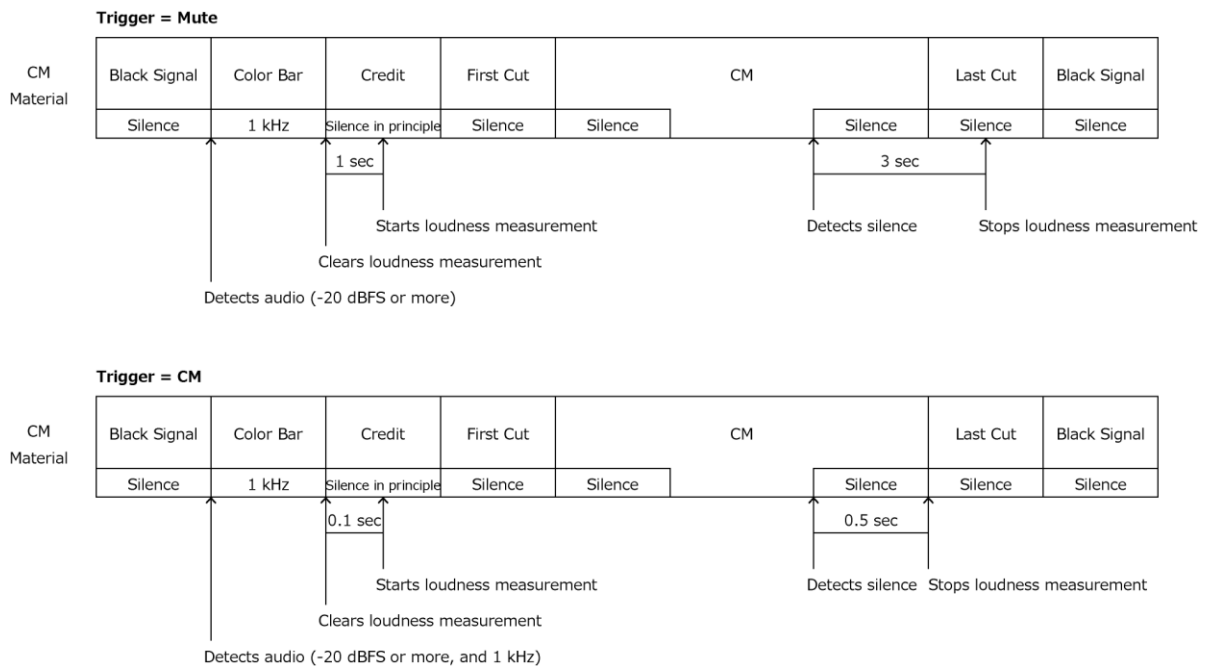 Trigger = Mute
CM
Material
Black Signal Color Bar Credit First Cut CM Last Cut Black Signal
Silence 1 kHz Silence in principle Silence Silence Silence Silence Silence
1 sec 3 sec
Starts loudness measurement Detects silence Stops loudness measurement
Clears loudness measurement
Detects audio (-20 dBFS or more)
Trigger = CM
CM
Material
Black Signal Color Bar Credit First Cut CM Last Cut Black Signal
Silence 1 kHz Silence in principle Silence Silence Silence Silence Silence
0.1 sec 0.5 sec
Starts loudness measurement Detects silence Stops loudness measurement
Clears loudness measurement
Detects audio (-20 dBFS or more, and 1 kHz)